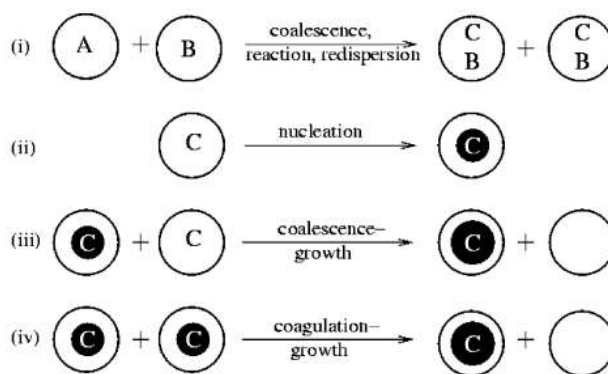 coalescence,
(i) A + B reaction, redispersion C B + C B
(ii) C nucleation C
(iii) C + C coalescence– growth C +
(iv) C + C coagulation– growth C +